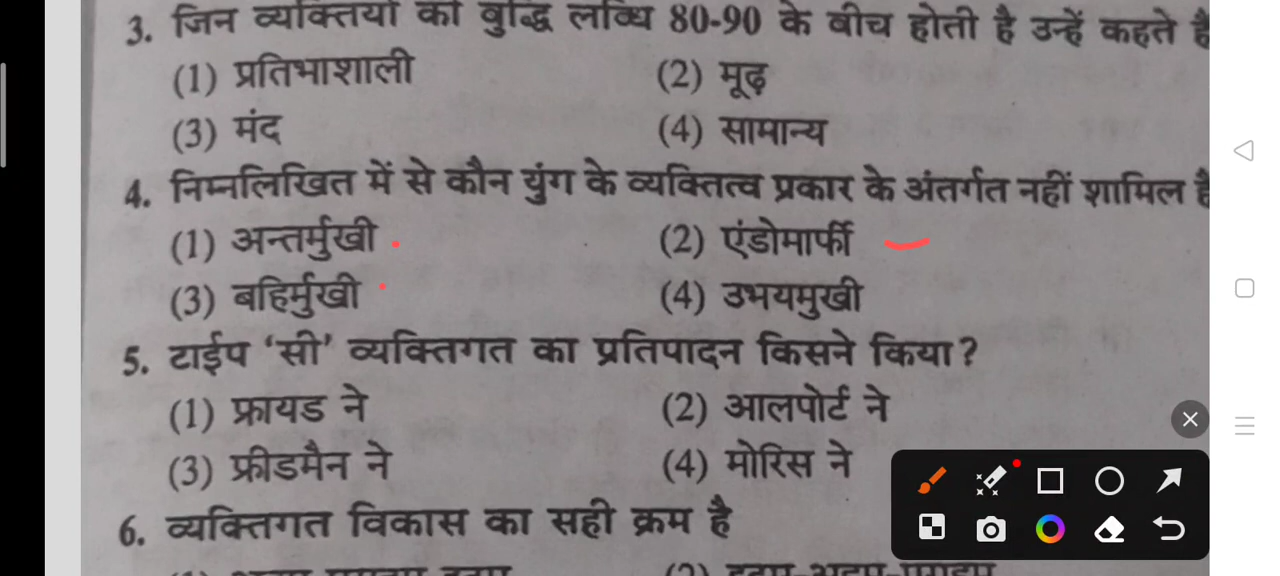 3. जिन व्यक्तियों की बुद्धि लब्धि 80-90 के बीच होती है उन्हें कहते है
(1) प्रतिभाशाली (2) मूढ़
(3) मंद (4) सामान्य
4. निम्नलिखित में से कौन युंग के व्यक्तित्व प्रकार के अंतर्गत नहीं शामिल है
(1) अन्तर्मुखी (2) एंडोमार्फी
(3) बहिर्मुखी (4) उभयमुखी
5. टाईप ‘सी’ व्यक्तिगत का प्रतिपादन किसने किया?
(1) फ्रायड ने (2) आलपोर्ट ने
(3) फ्रीडमैन ने (4) मोरिस ने
6. व्यक्तिगत विकास का सही क्रम है